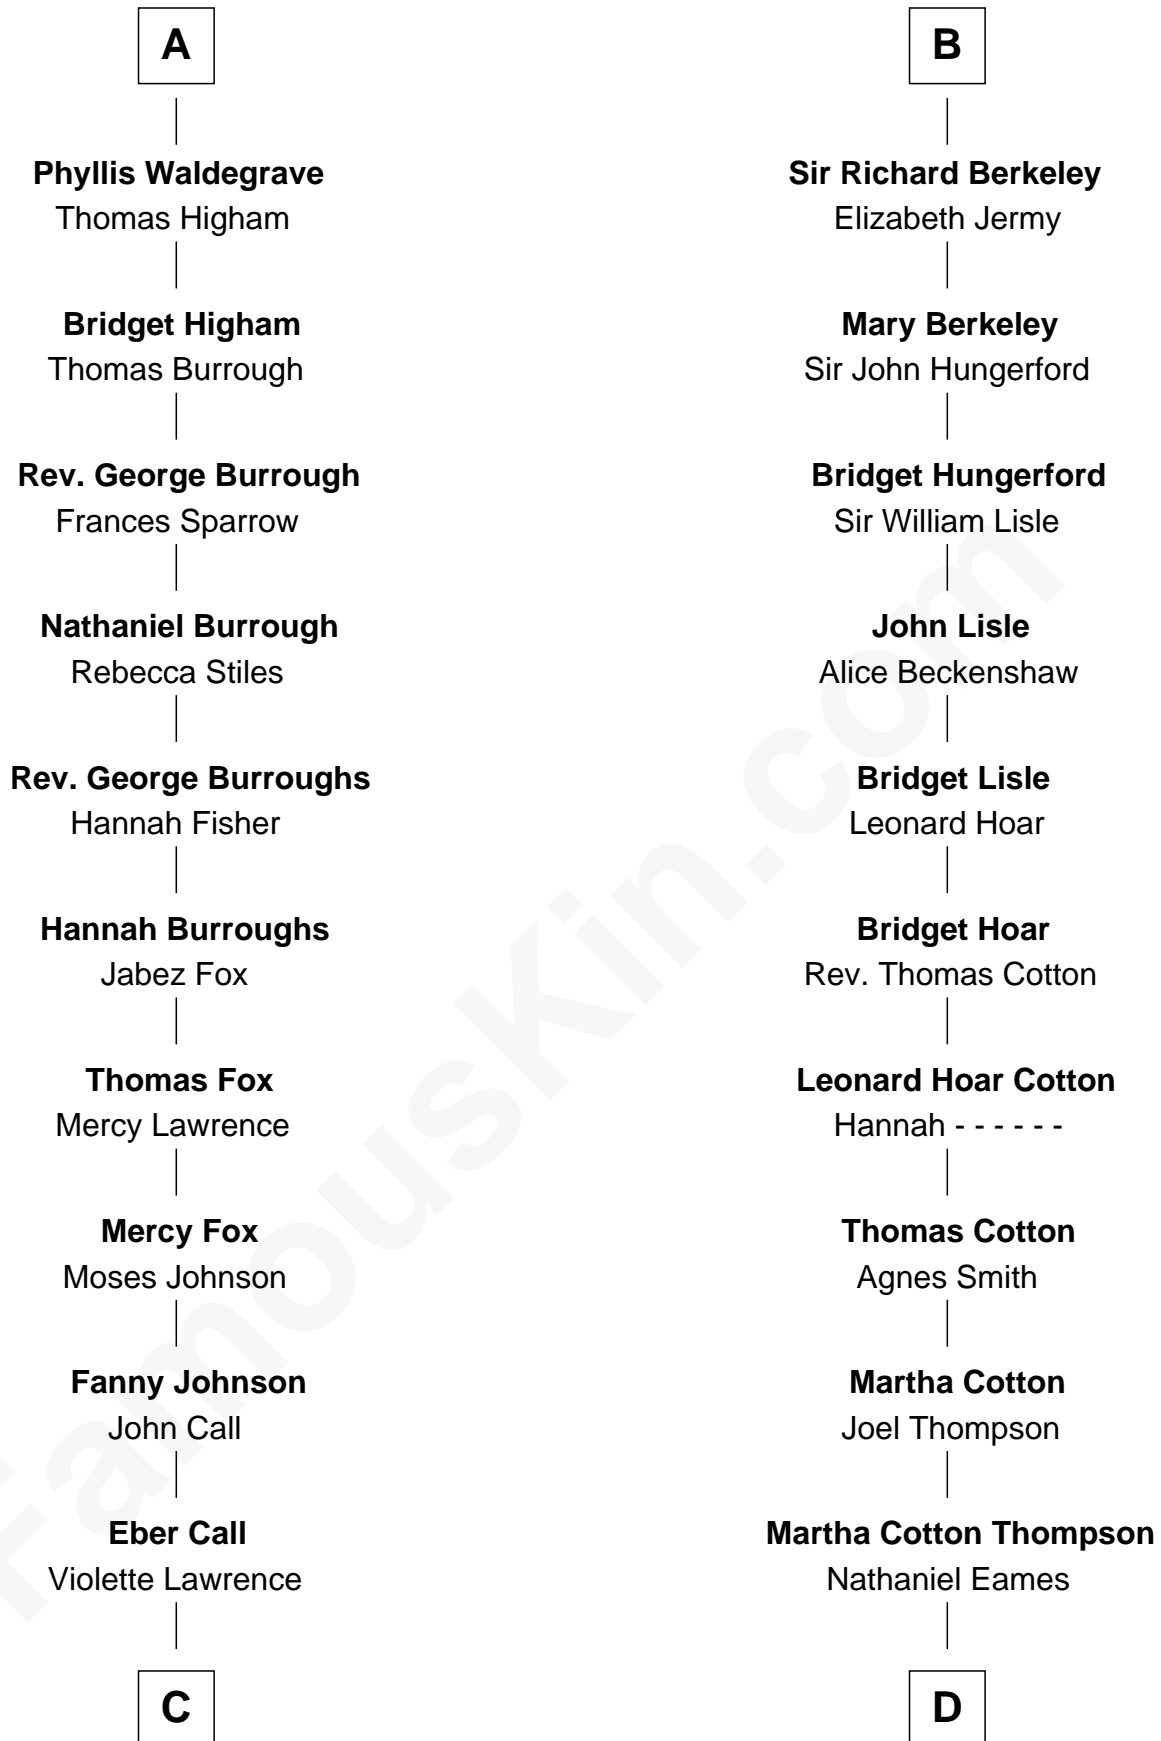 A
Phyllis Waldegrave
Thomas Higham
Bridget Higham
Thomas Burrough
Rev. George Burrough
Frances Sparrow
Nathaniel Burrough
Rebecca Stiles
Rev. George Burroughs
Hannah Fisher
Hannah Burroughs
Jabez Fox
Thomas Fox
Mercy Lawrence
Mercy Fox
Moses Johnson
Fanny Johnson
John Call
Eber Call
Violette Lawrence
C
B
Sir Richard Berkeley
Elizabeth Jermy
Mary Berkeley
Sir John Hungerford
Bridget Hungerford
Sir William Lisle
John Lisle
Alice Beckenshaw
Bridget Lisle
Leonard Hoar
Bridget Hoar
Rev. Thomas Cotton
Leonard Hoar Cotton
Hannah - - - - - -
Thomas Cotton
Agnes Smith
Martha Cotton
Joel Thompson
Martha Cotton Thompson
Nathaniel Eames
D
FamousKin.com